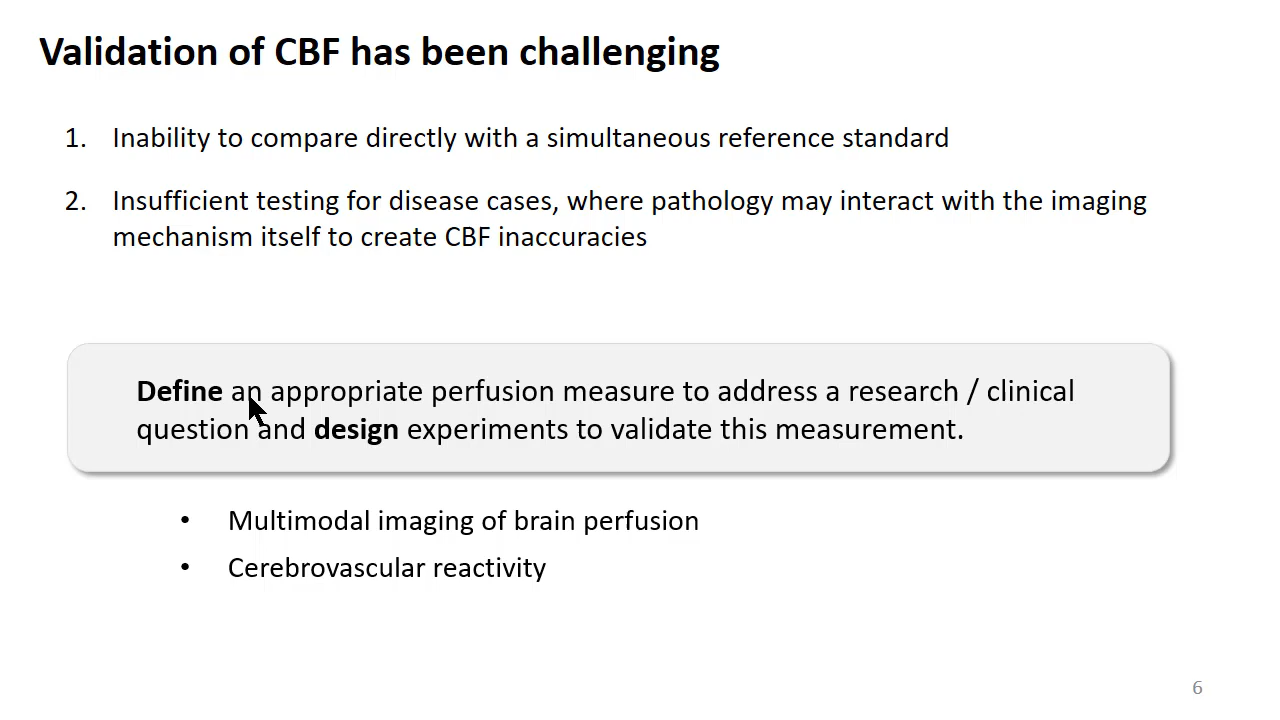 Validation of CBF has been challenging
1. Inability to compare directly with a simultaneous reference standard
2. Insufficient testing for disease cases, where pathology may interact with the imaging
mechanism itself to create CBF inaccuracies
Define an appropriate perfusion measure to address a research / clinical
question and design experiments to validate this measurement.
• Multimodal imaging of brain perfusion
• Cerebrovascular reactivity
6